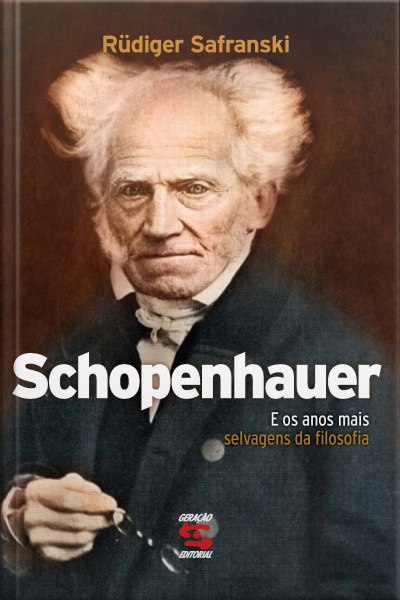 Rüdiger Safranski
Schopenhauer
E os anos mais
selvagens da filosofia
GERAÇÃO
EDITORIAL